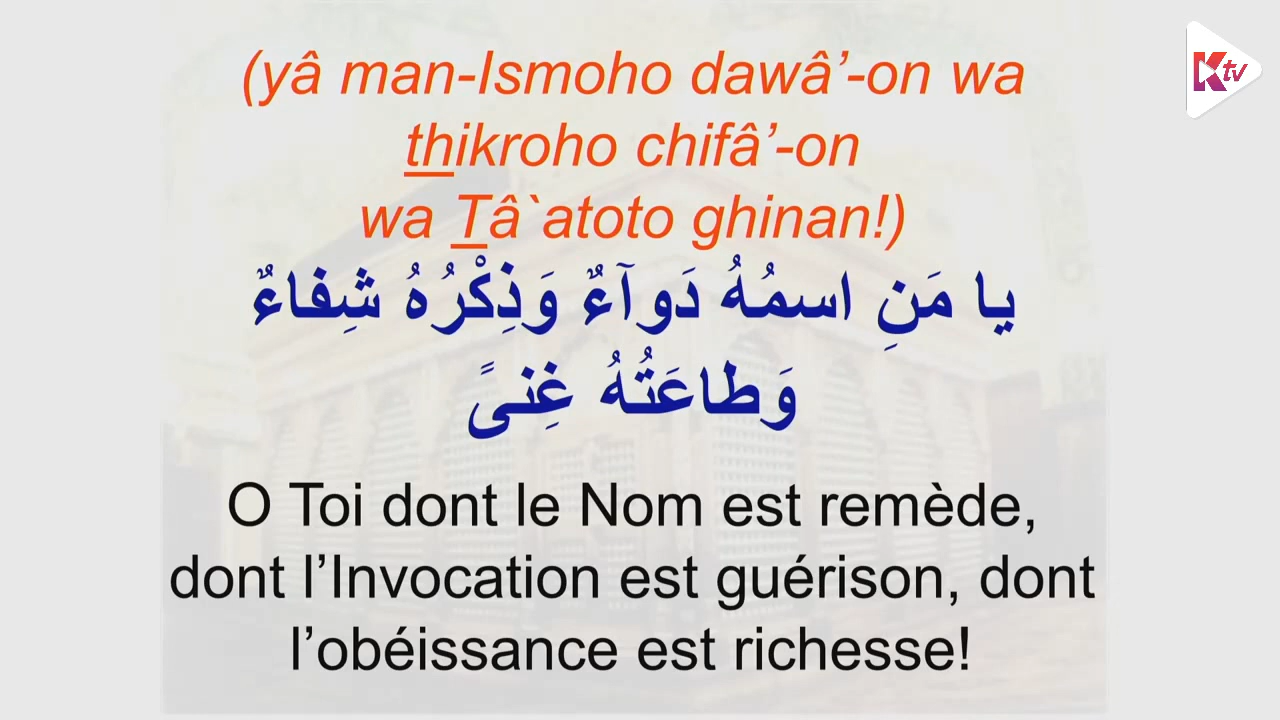 (yâ man-Ismoho dawâ’-on wa
thikroho chifâ’-on
wa Tâ`atoto ghinan!)
يا مَنِ اسمُهُ دَوآءٌ وَذِكْرُهُ شِفاءٌ
وَطاعَتُهُ غِنىً
O Toi dont le Nom est remède,
dont l’Invocation est guérison, dont
l’obéissance est richesse!
Ktv